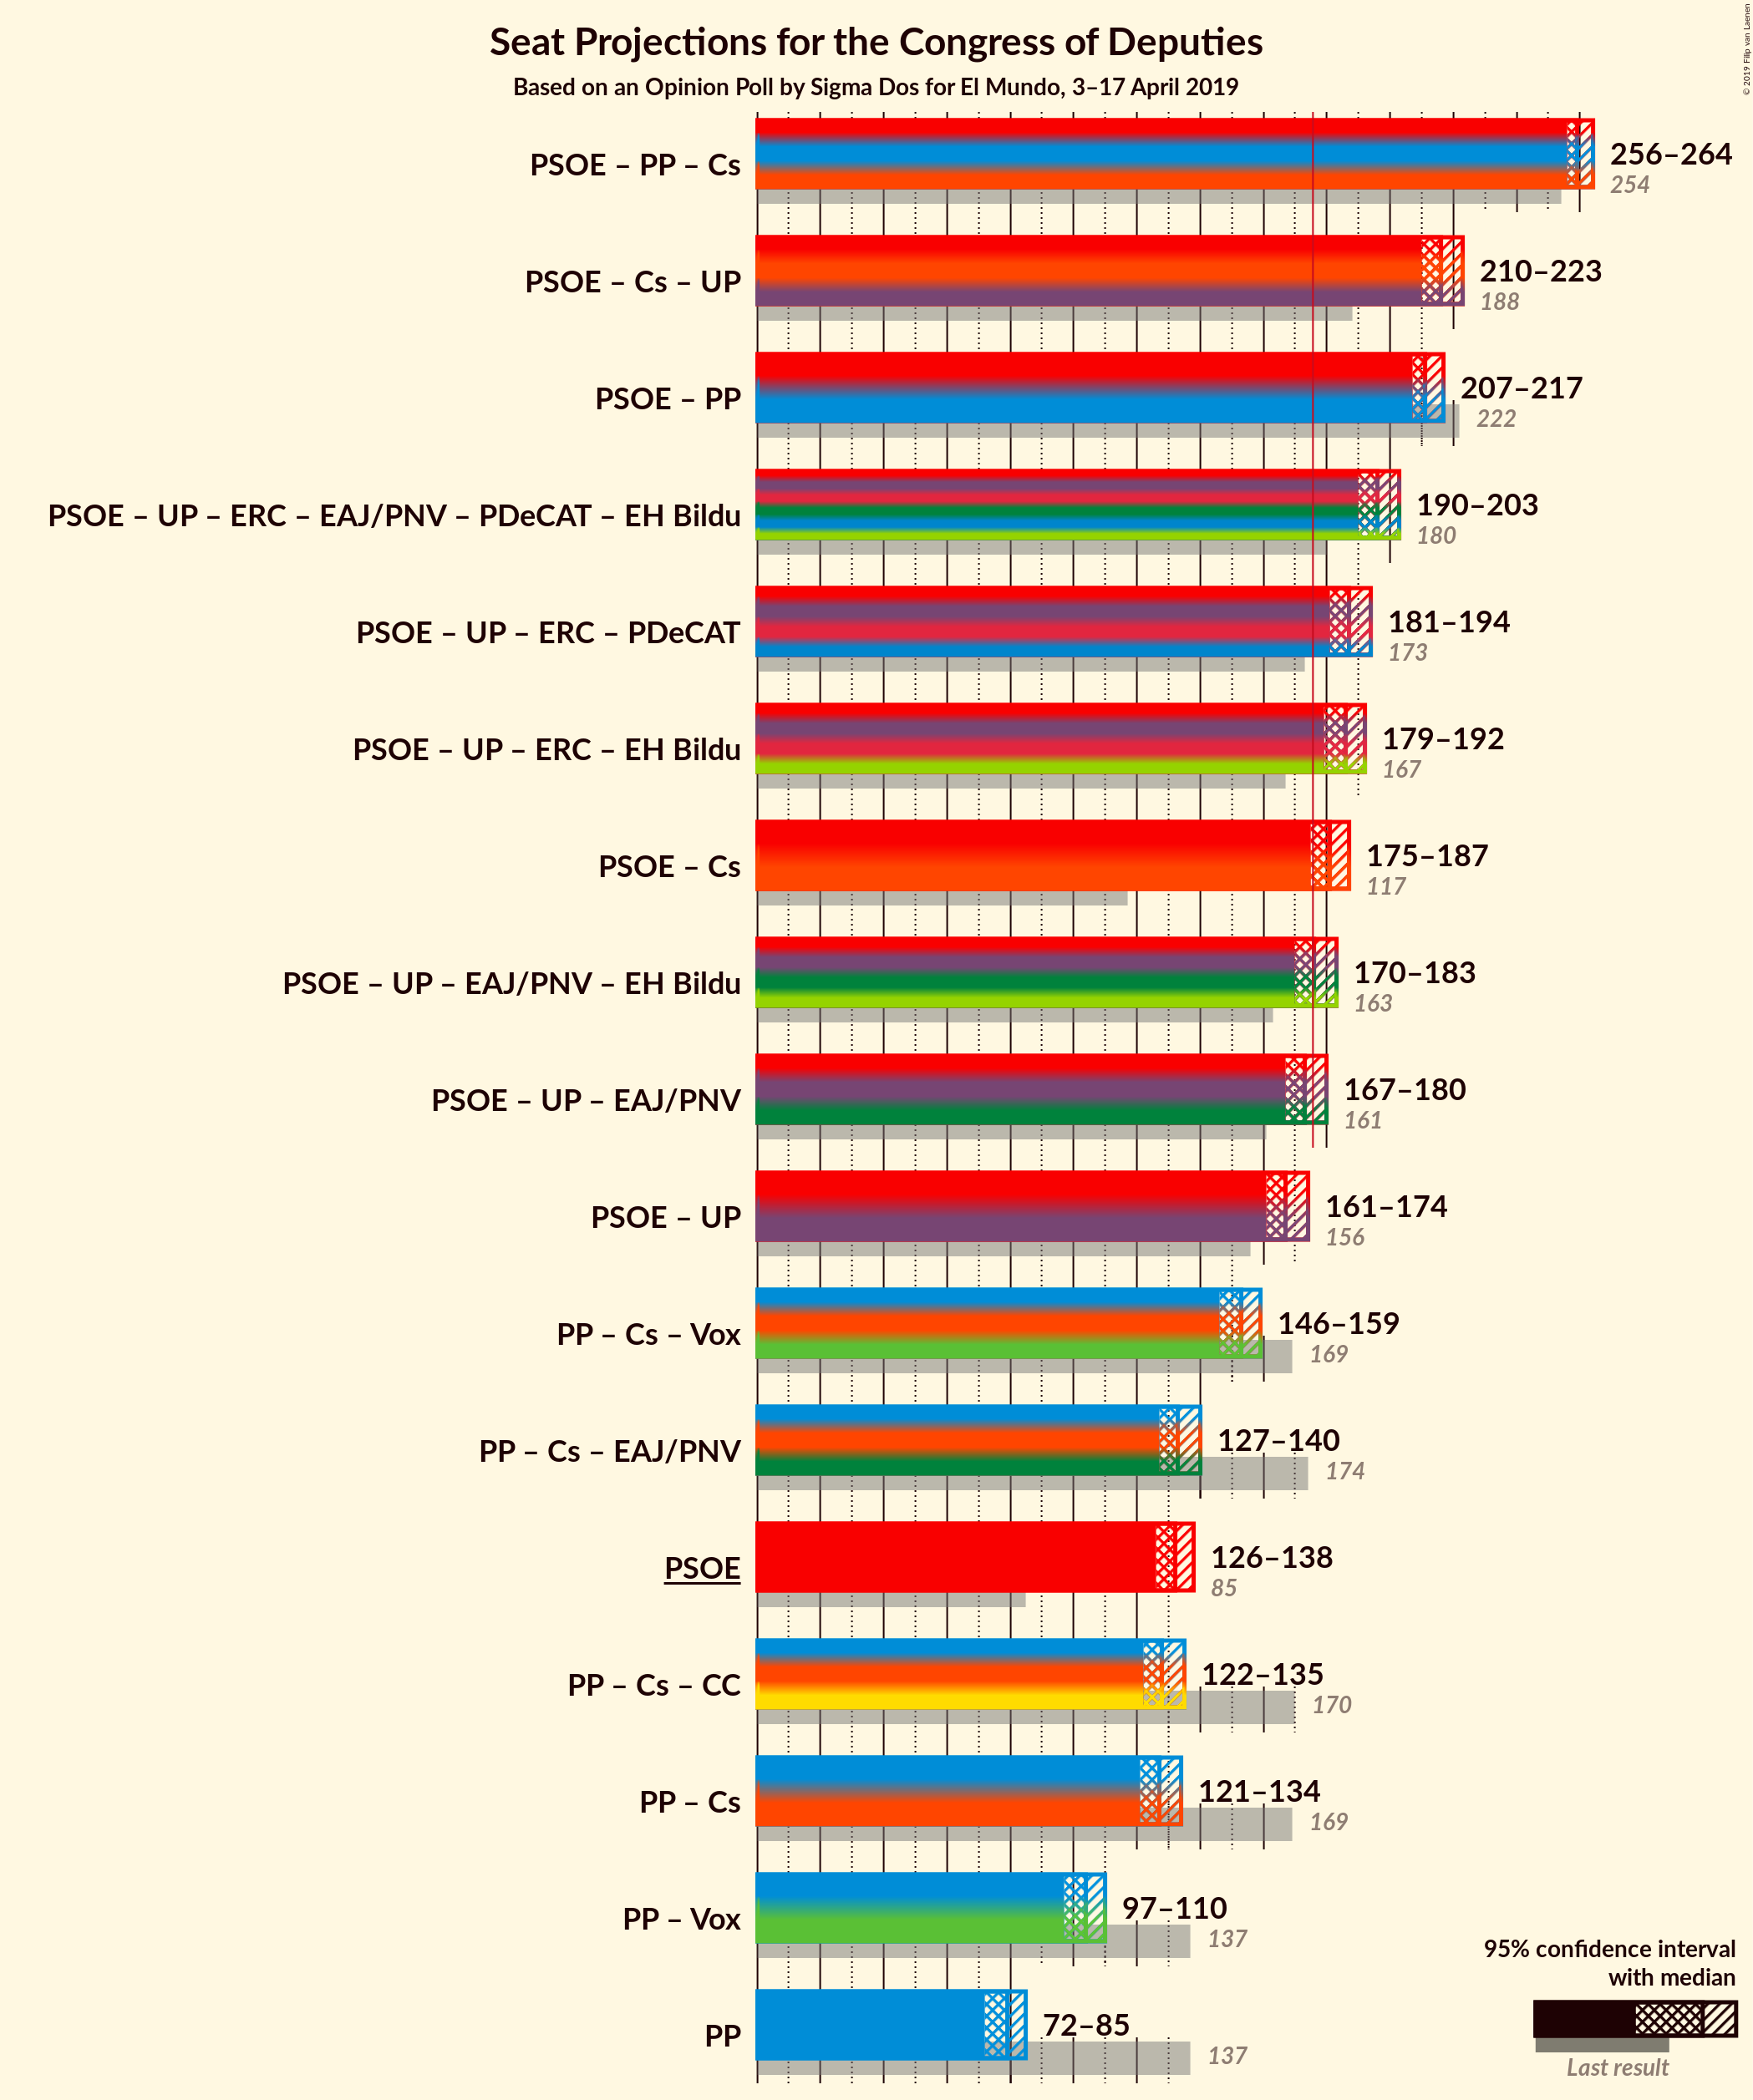 Seat Projections for the Congress of Deputies
Based on an Opinion Poll by Sigma Dos for El Mundo, 3–17 April 2019
© 2019 Filip van Laenen
PSOE – PP – Cs
256–264
254
PSOE – Cs – UP
210–223
188
PSOE – PP
207–217
222
PSOE – UP – ERC – EAJ/PNV – PDeCAT – EH Bildu
190–203
180
PSOE – UP – ERC – PDeCAT
181–194
173
PSOE – UP – ERC – EH Bildu
179–192
167
PSOE – Cs
175–187
117
PSOE – UP – EAJ/PNV – EH Bildu
170–183
163
PSOE – UP – EAJ/PNV
167–180
161
PSOE – UP
161–174
156
PP – Cs – Vox
146–159
169
PP – Cs – EAJ/PNV
127–140
174
PSOE
126–138
85
PP – Cs – CC
122–135
170
PP – Cs
121–134
169
PP – Vox
97–110
137
PP
72–85
137
95% confidence interval
with median
Last result